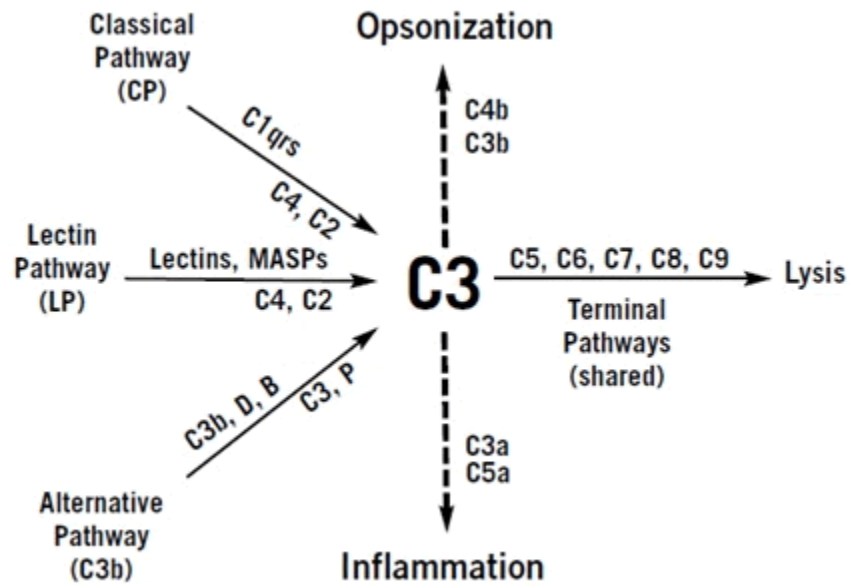 Classical
Pathway
(CP)
Opsonization
C1qrs
C4, C2
C4b
C3b
Lectin
Pathway
(LP)
Lectins, MASPs
C4, C2
C3
C5, C6, C7, C8, C9
Lysis
Terminal
Pathways
(shared)
C3b, D, B
C3, P
C3a
C5a
Alternative
Pathway
(C3b)
Inflammation